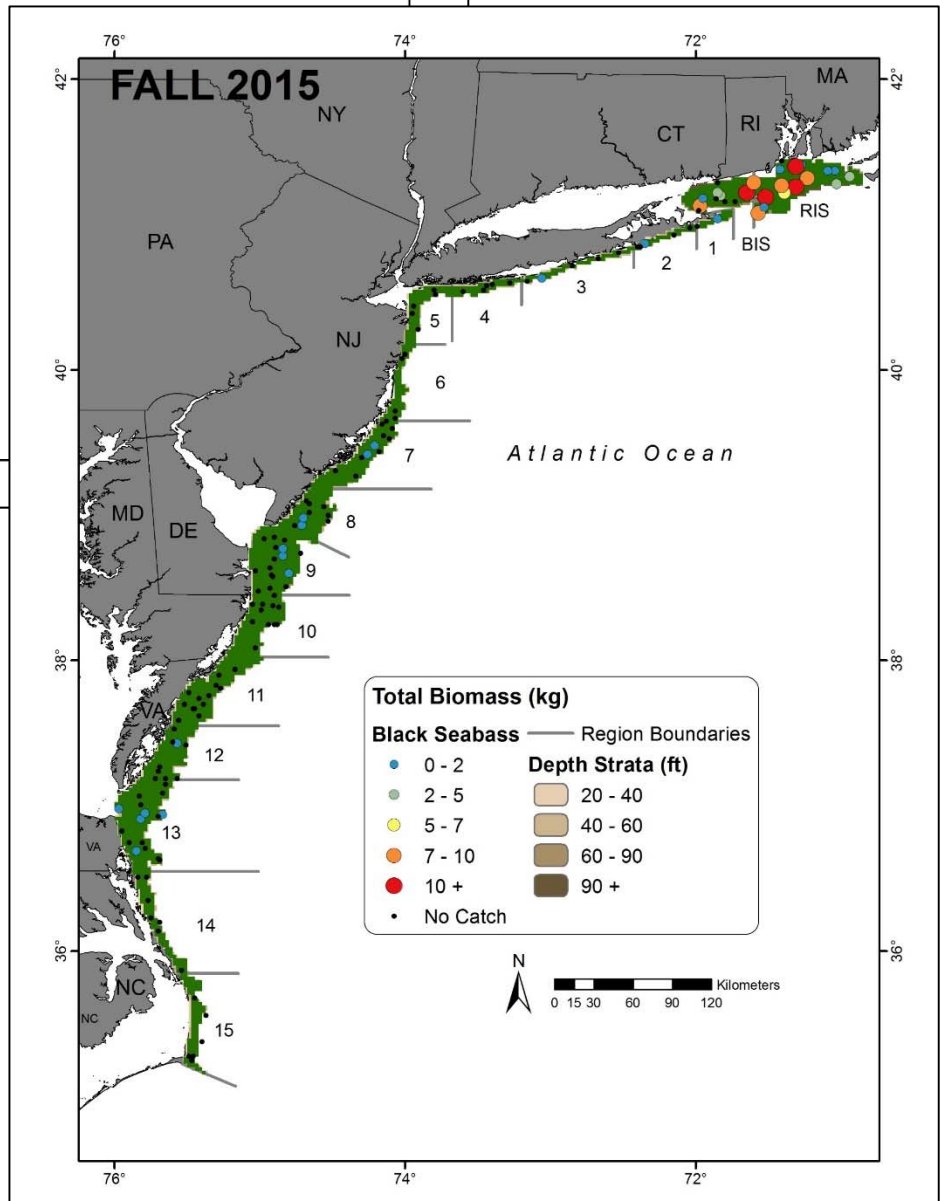 76°
74°
72°
42°
42°
FALL 2015
MA
NY
CT
RI
PA
RIS
BIS
1
2
3
4
5
NJ
40°
40°
6
Atlantic Ocean
7
MD
DE
8
9
10
38°
38°
11
VA
12
13
VA
14
36°
36°
NC
NC
15
Total Biomass (kg)
Black Seabass
0 - 2
2 - 5
5 - 7
7 - 10
10 +
No Catch
Region Boundaries
Depth Strata (ft)
20 - 40
40 - 60
60 - 90
90 +
N
Kilometers
0 15 30 60 90 120
76°
74°
72°